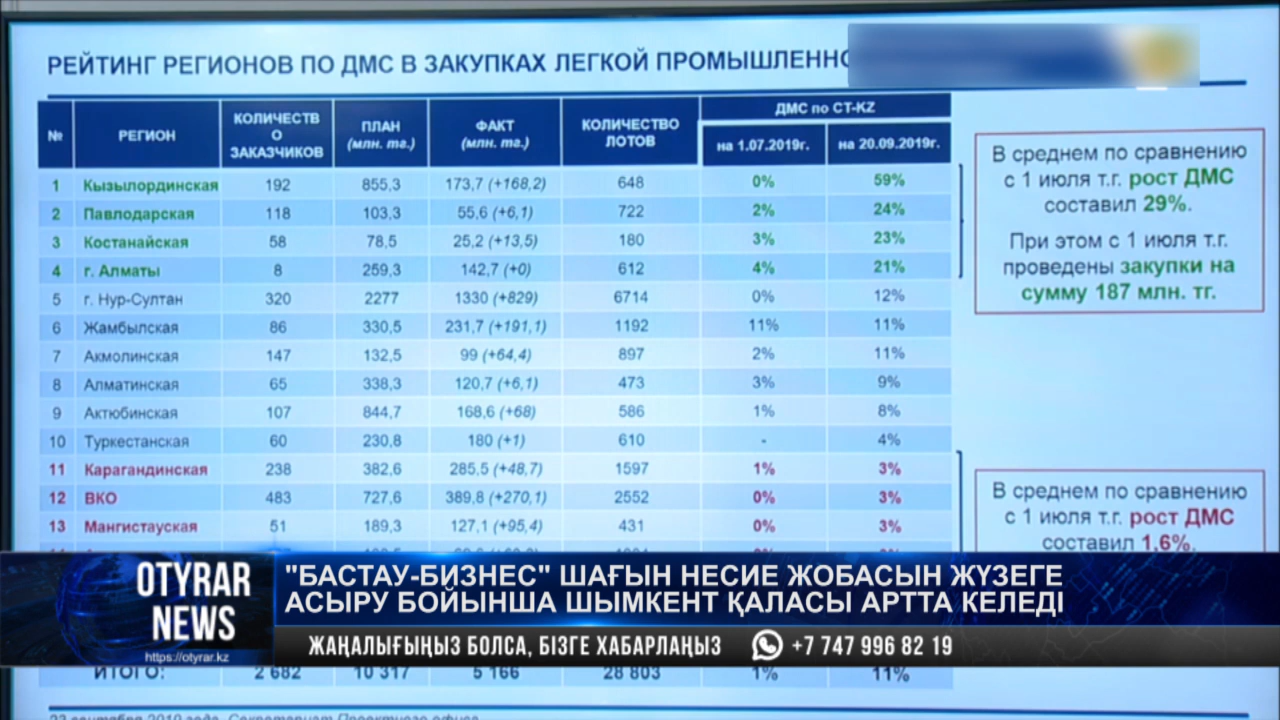 РЕЙТИНГ РЕГИОНОВ ПО ДМС В ЗАКУПКАХ ЛЕГКОЙ
№ РЕГИОН КОЛИЧЕСТВО ЗАКАЗЧИКОВ ПЛАН (млн. тг.) ФАКТ (млн. тг.) КОЛИЧЕСТВО ЛОТОВ ДМС по СТ-KZ
на 1.07.2019г. на 20.09.2019г.
1 Кызылординская 192 855,3 173,7 (+168,2) 648 0% 59%
2 Павлодарская 118 103,3 55,6 (+6,1) 722 2% 24%
3 Костанайская 58 78,5 25,2 (+13,5) 180 3% 23%
4 г. Алматы 8 259,3 142,7 (+0) 612 4% 21%
5 г. Нур-Султан 320 2277 1330 (+829) 6714 0% 12%
6 Жамбылская 86 330,5 231,7 (+191,1) 1192 11% 11%
7 Акмолинская 147 132,5 99 (+64,4) 897 2% 11%
8 Алматинская 65 338,3 120,7 (+6,1) 473 3% 9%
9 Актюбинская 107 844,7 168,6 (+68) 586 1% 8%
10 Туркестанская 60 230,8 180 (+1) 610 - 4%
11 Карагандинская 238 382,6 285,5 (+48,7) 1597 1% 3%
12 ВКО 483 727,6 389,8 (+270,1) 2552 0% 3%
13 Мангистауская 51 189,3 127,1 (+95,4) 431 0% 3%
ИТОГО: 2 682 10 317 5 166 28 803 1% 11%
В среднем по сравнению
с 1 июля т.г. рост ДМС
составил 29%.
При этом с 1 июля т.г.
проведены закупки на
сумму 187 млн. тг.
В среднем по сравнению
с 1 июля т.г. рост ДМС
составил 1,6%.
OTYRAR
NEWS
https://otyrar.kz
"БАСТАУ-БИЗНЕС" ШАҒЫН НЕСИЕ ЖОБАСЫН ЖҮЗЕГЕ
АСЫРУ БОЙЫНША ШЫМКЕНТ ҚАЛАСЫ АРТТА КЕЛЕДІ
ЖАҢАЛЫҒЫҢЫЗ БОЛСА, БІЗГЕ ХАБАРЛАҢЫЗ +7 747 996 82 19